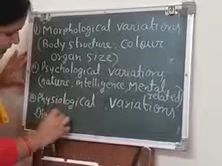 ① Morphological variations
(Body structure, colour
organ size)
② Psychological variations
(nature, intelligence, mental
related)
③ Physiological variations